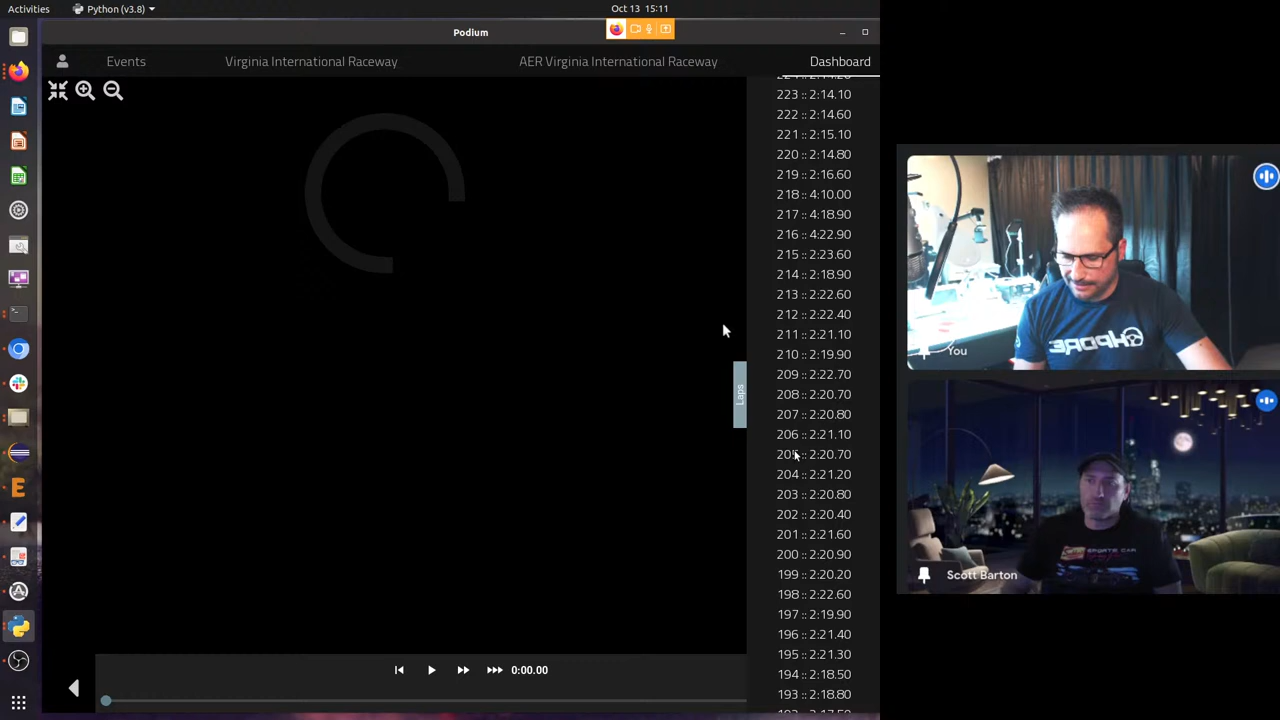 Activities
Python (v3.8)
Oct 13 15:11
Podium
Events
Virginia International Raceway
AER Virginia International Raceway
Dashboard
223 :: 2:14.10
222 :: 2:14.60
221 :: 2:15.10
220 :: 2:14.80
219 :: 2:16.60
218 :: 4:10.00
217 :: 4:18.90
216 :: 4:22.90
215 :: 2:23.60
214 :: 2:18.90
213 :: 2:22.60
212 :: 2:22.40
211 :: 2:21.10
210 :: 2:19.90
209 :: 2:22.70
208 :: 2:20.70
207 :: 2:20.80
206 :: 2:21.10
205 :: 2:20.70
204 :: 2:21.20
203 :: 2:20.80
202 :: 2:20.40
201 :: 2:21.60
200 :: 2:20.90
199 :: 2:20.20
198 :: 2:22.60
197 :: 2:19.90
196 :: 2:21.40
195 :: 2:21.30
194 :: 2:18.50
193 :: 2:18.80
Laps
0:00.00
You
Scott Barton